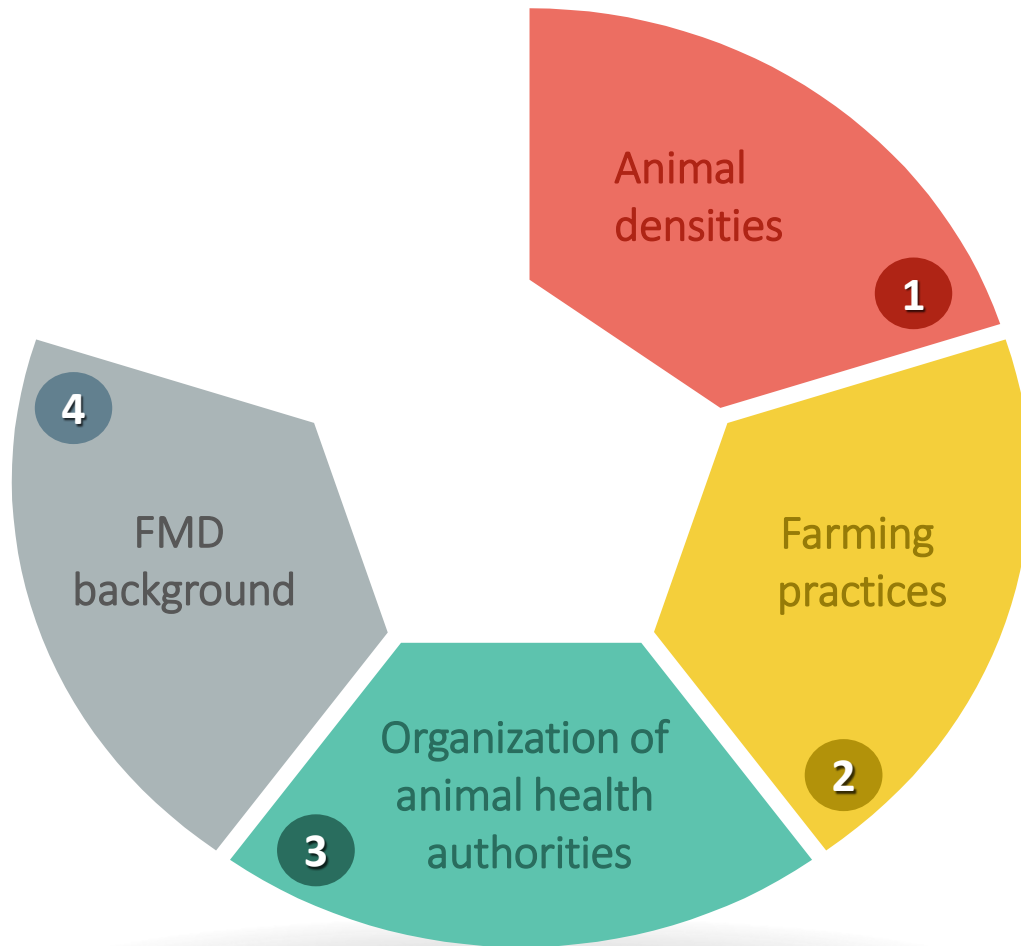 Animal
densities
1
Farming
practices
2
Organization of
animal health
authorities
3
FMD
background
4